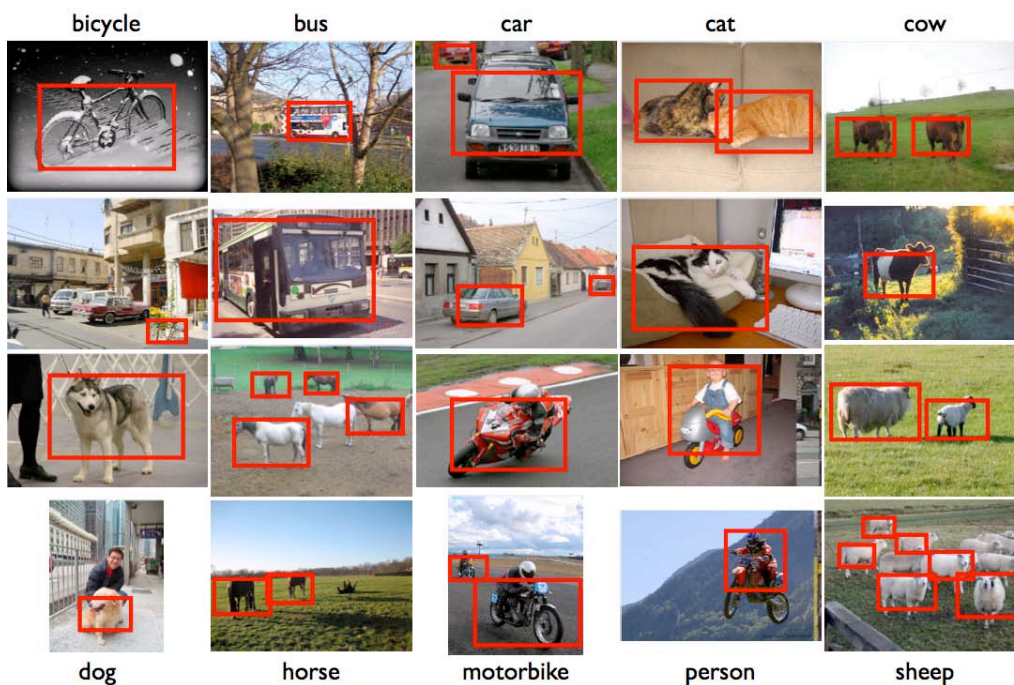 bicycle
bus
car
cat
cow
dog
horse
motorbike
person
sheep